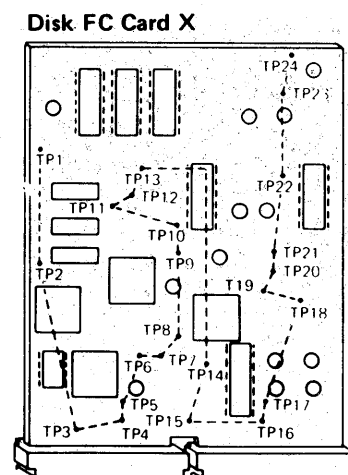 Disk FC Card X
TP24
TP23
TP1
TP13
TP12
TP22
TP11
TP10
TP9
TP21
TP20
TP2
T19
TP18
TP8
TP6
TP7
TP14
TP5
TP17
TP3
TP4
TP15
TP16